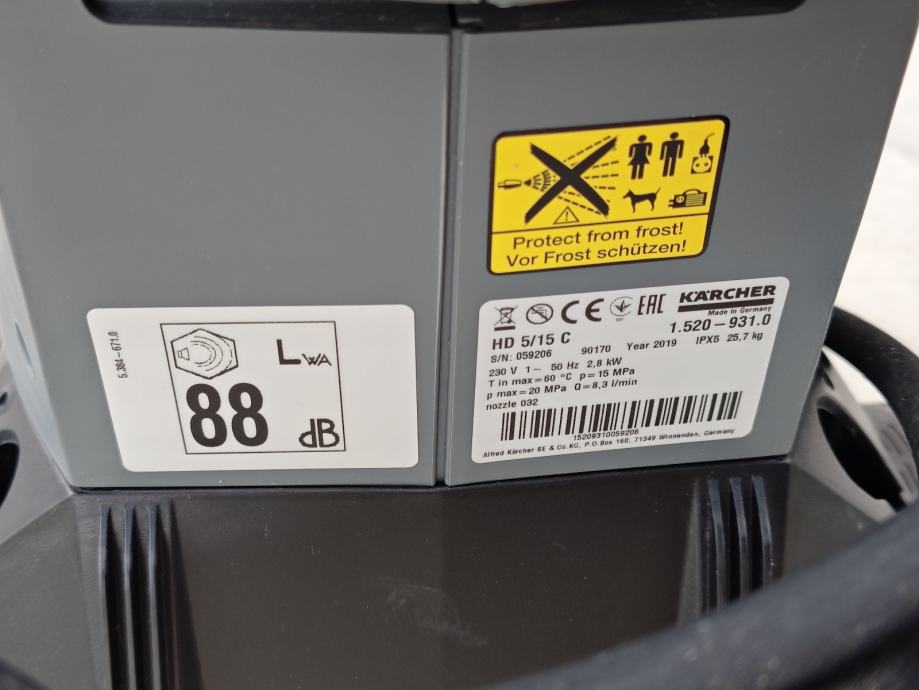 Protect from frost!
Vor Frost schützen!
KÄRCHER
Made in Germany
HD 5/15 C
1.520-931.0
S/N: 059206 90170 Year 2019 IPX5 25,7 kg
230 V 1~ 50 Hz 2,8 kW
T in max=60 °C p=15 MPa
p max=20 MPa Q=8,3 l/min
nozzle 032
15209310059206
Alfred Kärcher SE & Co.KG, P.O.Box 160, 71349 Winnenden, Germany
CE
EAC
5.384-671.0
LWA
88
dB